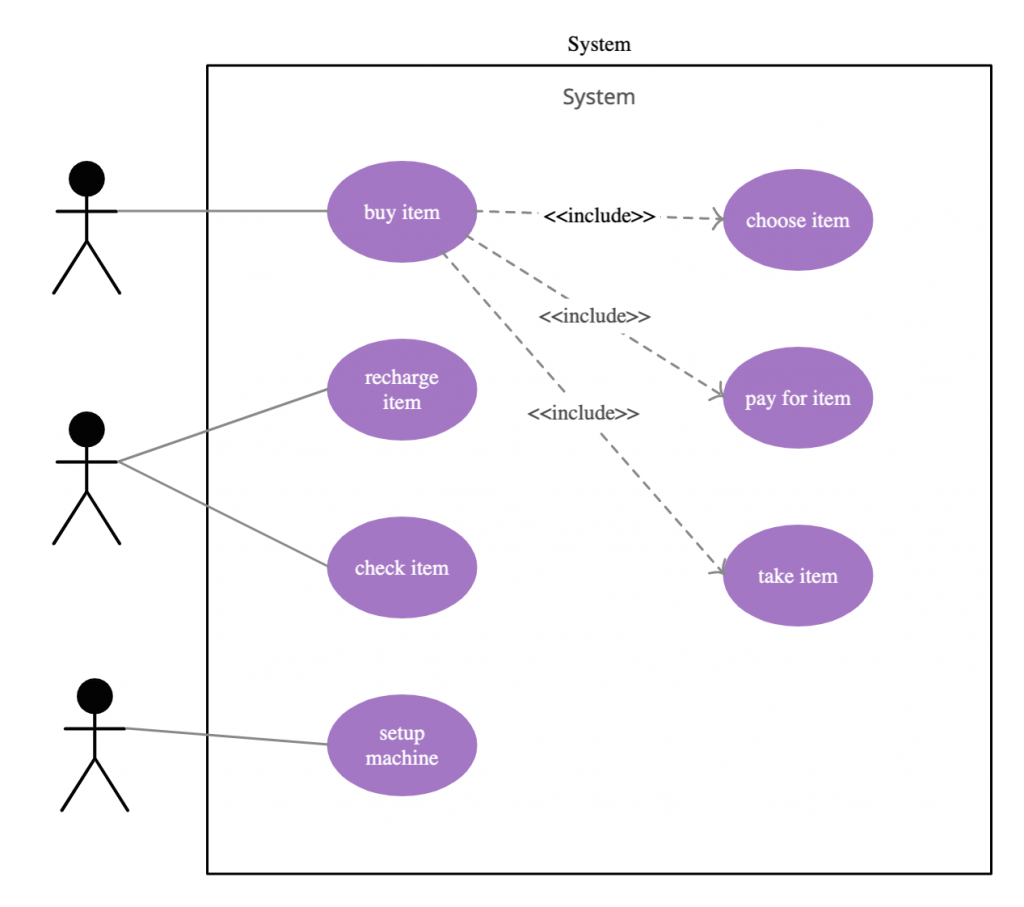 System
System
buy item
<<include>>
choose item
<<include>>
recharge
item
pay for item
<<include>>
check item
take item
setup
machine